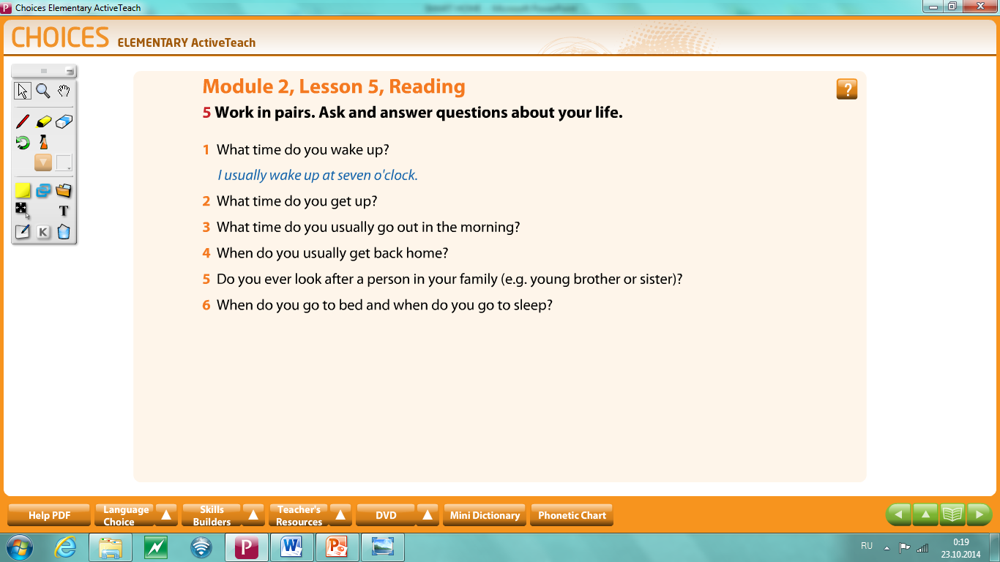 Choices Elementary ActiveTeach
CHOICES ELEMENTARY ActiveTeach
Module 2, Lesson 5, Reading
?
5 Work in pairs. Ask and answer questions about your life.
1 What time do you wake up?
I usually wake up at seven o'clock.
2 What time do you get up?
3 What time do you usually go out in the morning?
4 When do you usually get back home?
5 Do you ever look after a person in your family (e.g. young brother or sister)?
6 When do you go to bed and when do you go to sleep?
T
K
Help PDF
Language Choice
Skills Builders
Teacher's Resources
DVD
Mini Dictionary
Phonetic Chart
RU
0:19
23.10.2014